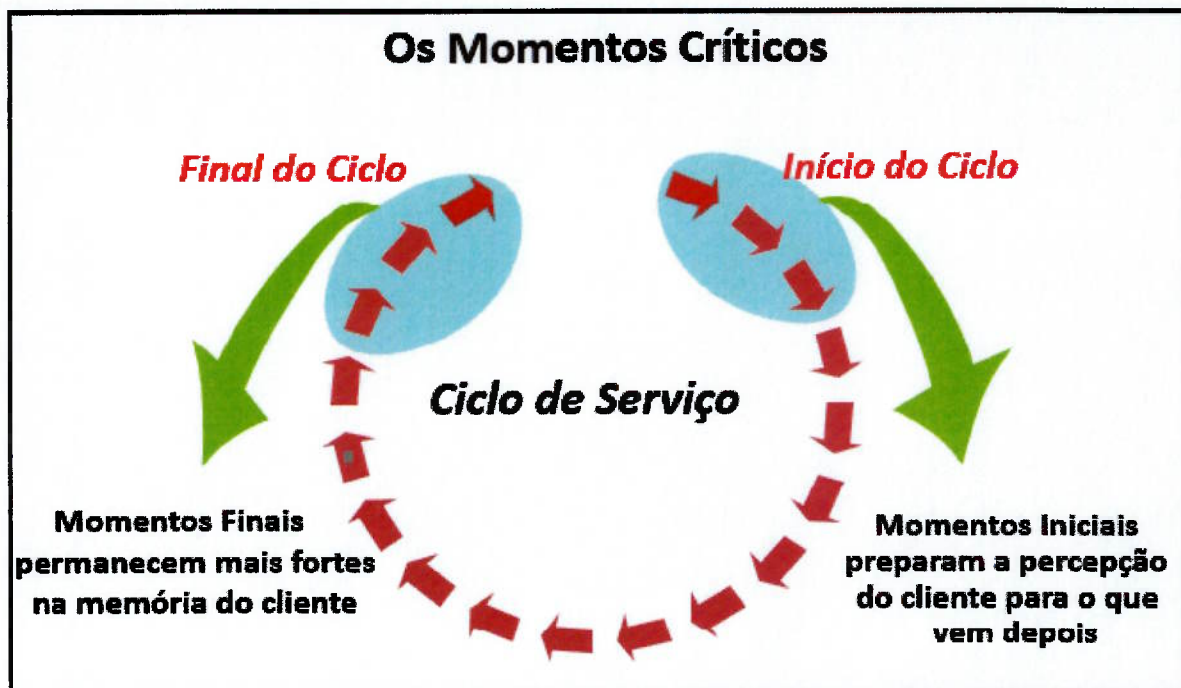 Os Momentos Críticos
Final do Ciclo
Início do Ciclo
Ciclo de Serviço
Momentos Finais
permanecem mais fortes
na memória do cliente
Momentos Iniciais
preparam a percepção
do cliente para o que
vem depois